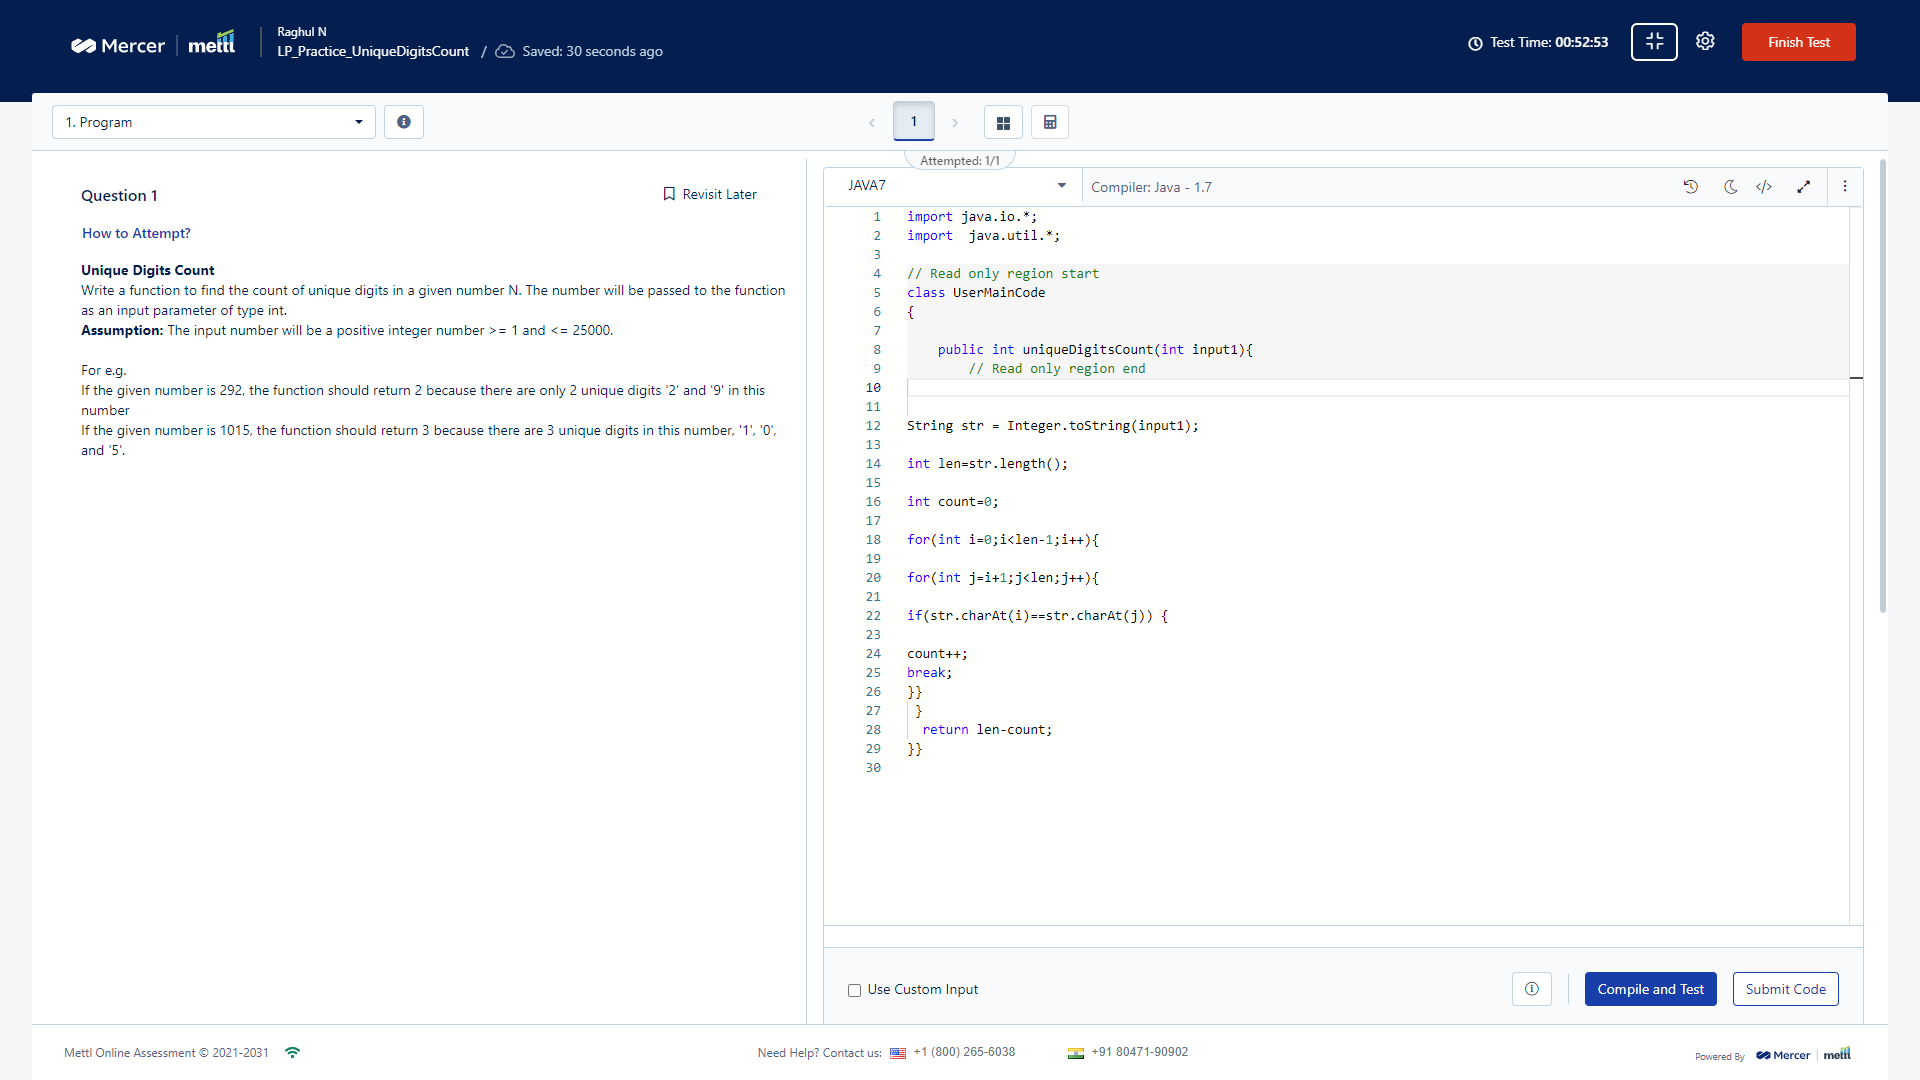 Mercer
mettl
Raghul N
LP_Practice_UniqueDigitsCount / Saved: 30 seconds ago
Test Time: 00:52:53
Finish Test
1. Program
1
Attempted: 1/1
Question 1
Revisit Later
How to Attempt?
Unique Digits Count
Write a function to find the count of unique digits in a given number N. The number will be passed to the function
as an input parameter of type int.
Assumption: The input number will be a positive integer number >= 1 and <= 25000.
For e.g.
If the given number is 292, the function should return 2 because there are only 2 unique digits '2' and '9' in this
number
If the given number is 1015, the function should return 3 because there are 3 unique digits in this number, '1', '0',
and '5'.
JAVA7
Compiler: Java - 1.7
1 import java.io.*;
2 import  java.util.*;
3
4 // Read only region start
5 class UserMainCode
6 {
7
8     public int uniqueDigitsCount(int input1){
9         // Read only region end
10
11
12 String str = Integer.toString(input1);
13
14 int len=str.length();
15
16 int count=0;
17
18 for(int i=0;i<len-1;i++){
19
20 for(int j=i+1;j<len;j++){
21
22 if(str.charAt(i)==str.charAt(j)) {
23
24 count++;
25 break;
26 }}
27  }
28   return len-count;
29 }}
30
Use Custom Input
Compile and Test
Submit Code
Mettl Online Assessment © 2021-2031
Need Help? Contact us: +1 (800) 265-6038
+91 80471-90902
Powered By Mercer mettl